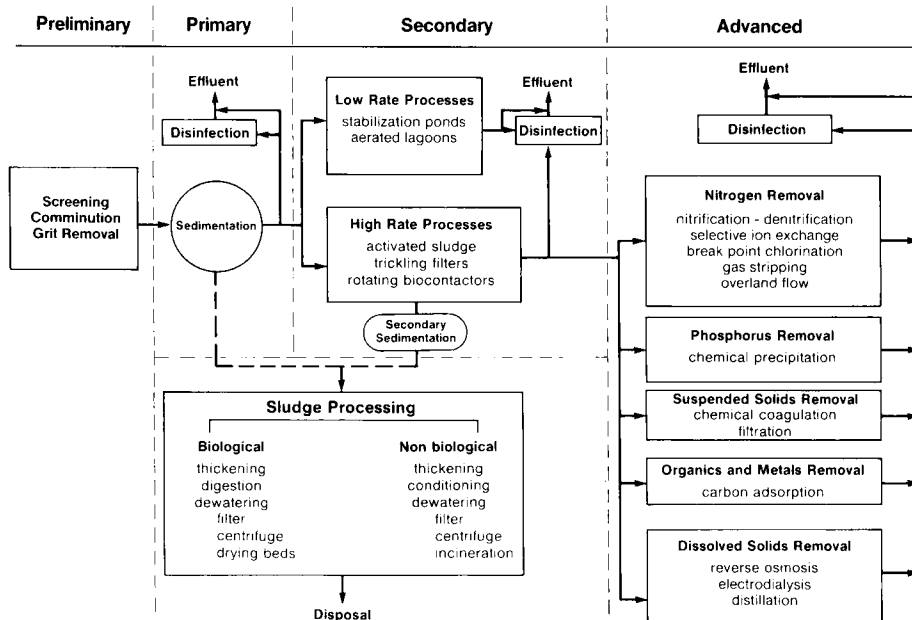 Preliminary
Primary
Secondary
Advanced
Effluent
Disinfection
Screening
Comminution
Grit Removal
Sedimentation
Low Rate Processes
stabilization ponds
aerated lagoons
Effluent
Disinfection
High Rate Processes
activated sludge
trickling filters
rotating biocontactors
Secondary
Sedimentation
Sludge Processing
Biological
thickening
digestion
dewatering
filter
centrifuge
drying beds
Non biological
thickening
conditioning
dewatering
filter
centrifuge
incineration
Disposal
Effluent
Disinfection
Nitrogen Removal
nitrification - denitrification
selective ion exchange
break point chlorination
gas stripping
overland flow
Phosphorus Removal
chemical precipitation
Suspended Solids Removal
chemical coagulation
filtration
Organics and Metals Removal
carbon adsorption
Dissolved Solids Removal
reverse osmosis
electrodialysis
distillation